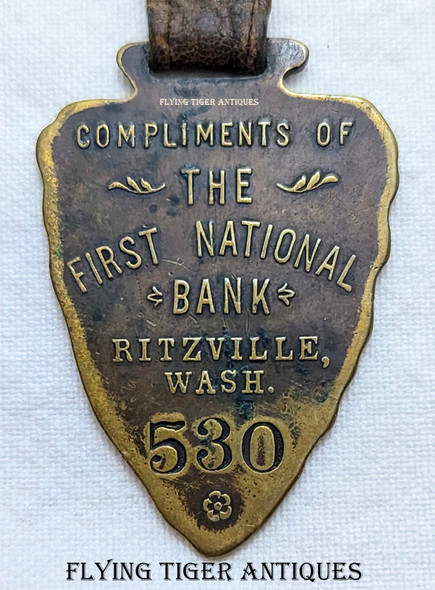 FLYING TIGER ANTIQUES
COMPLIMENTS OF
THE
FIRST NATIONAL
BANK
RITZVILLE,
WASH.
530
FLYING TIGER ANTIQUES